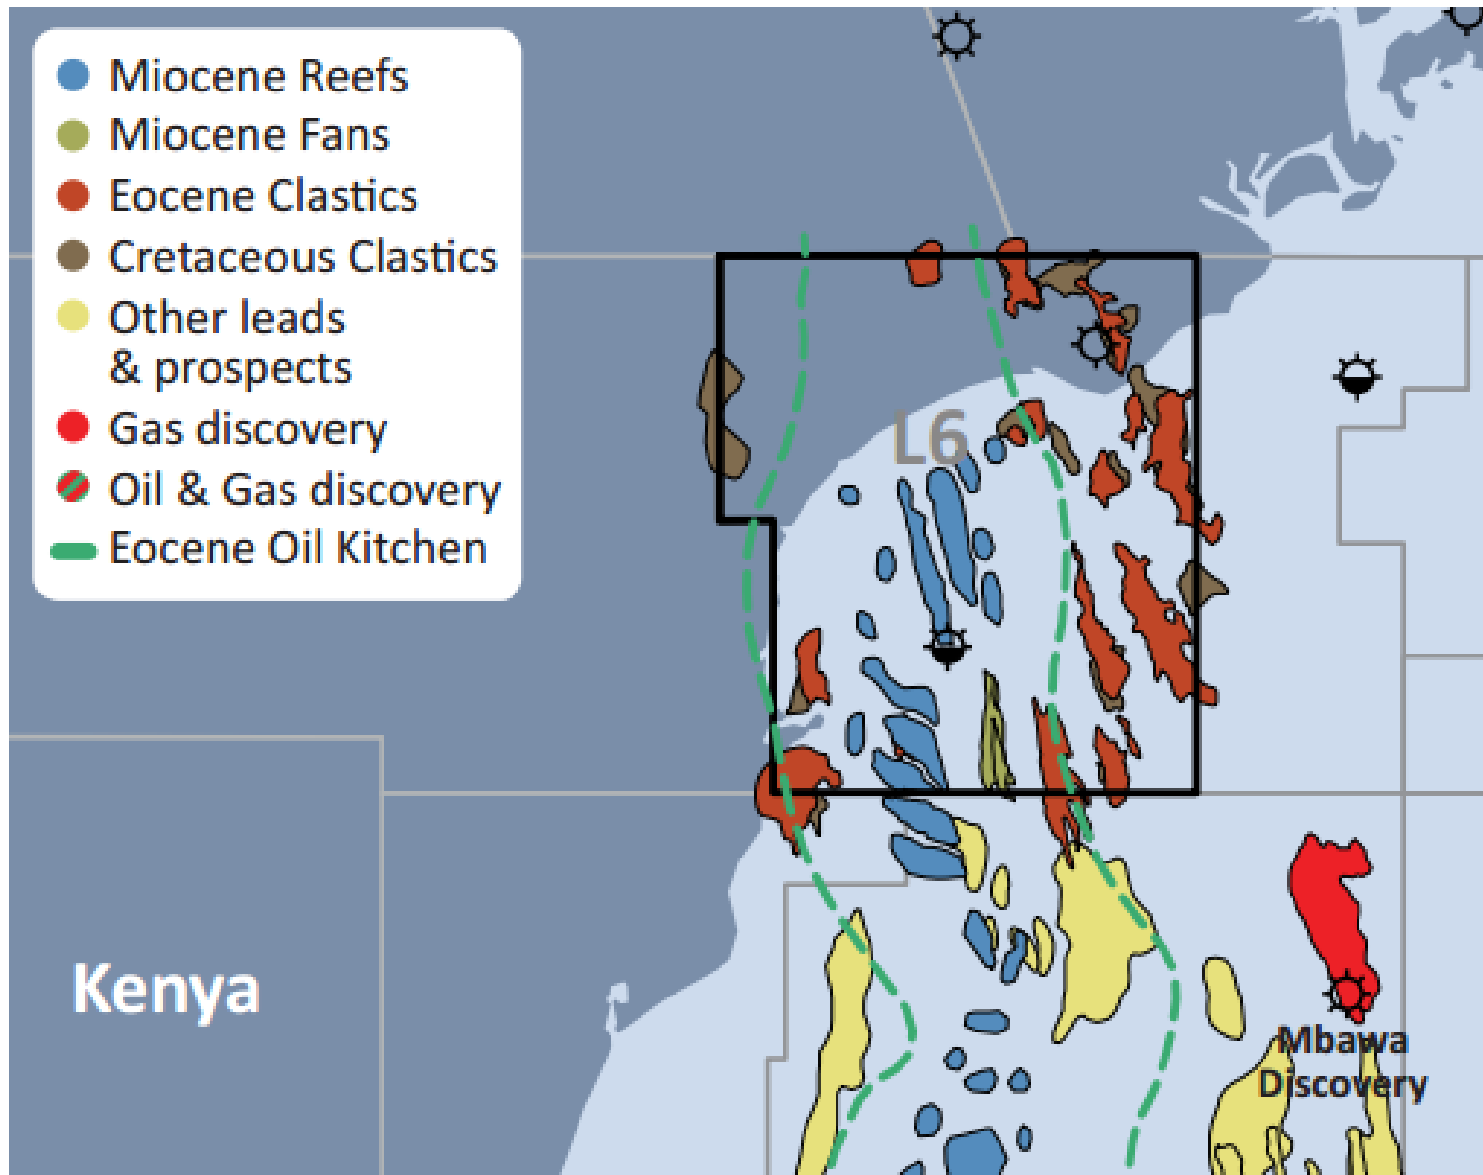 Miocene Reefs
Miocene Fans
Eocene Clastics
Cretaceous Clastics
Other leads
& prospects
Gas discovery
Oil & Gas discovery
Eocene Oil Kitchen
L6
Kenya
Mbawa
Discovery